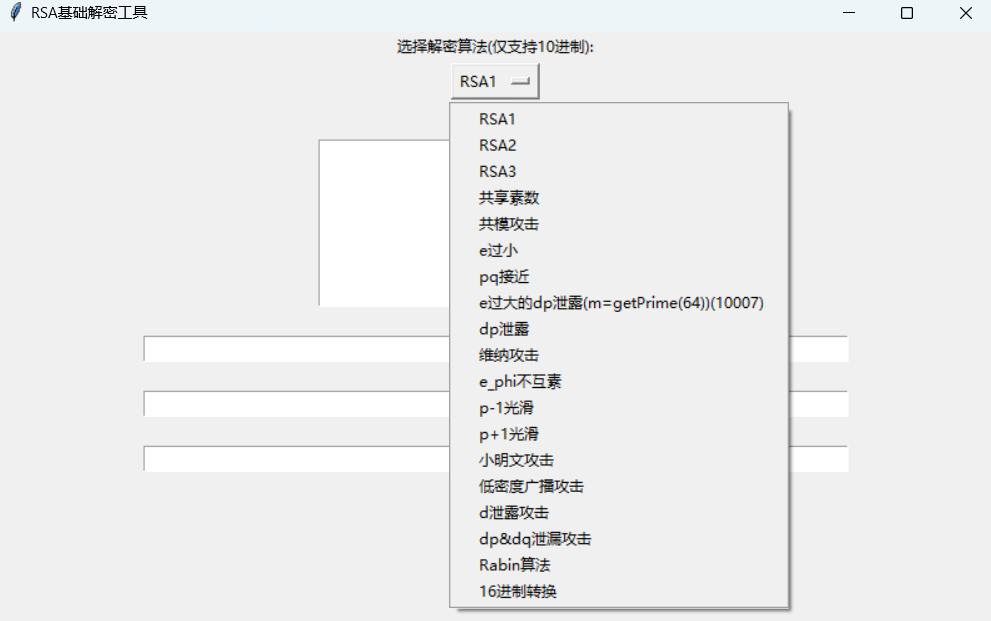 RSA基础解密工具
选择解密算法(仅支持10进制):
RSA1
RSA1
RSA2
RSA3
共享素数
共模攻击
e过小
pq接近
e过大的dp泄露(m=getPrime(64))(10007)
dp泄露
维纳攻击
e_phi不互素
p-1光滑
p+1光滑
小明文攻击
低密度广播攻击
d泄露攻击
dp&dq泄漏攻击
Rabin算法
16进制转换